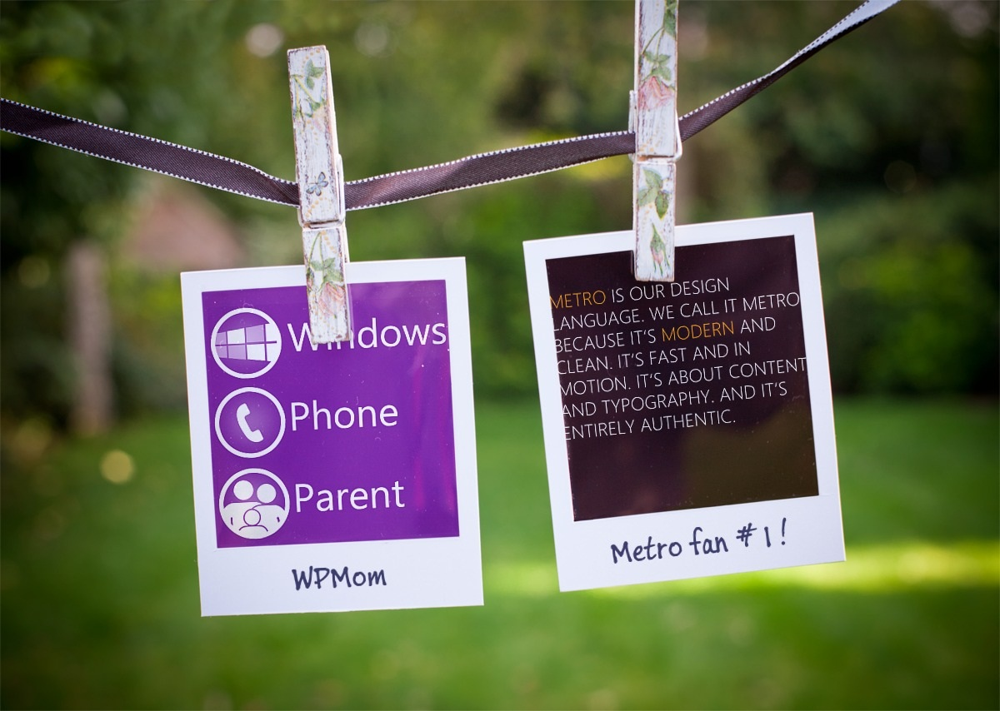 Windows
Phone
Parent
WPMom
METRO IS OUR DESIGN
LANGUAGE. WE CALL IT METRO
BECAUSE IT'S MODERN AND
CLEAN. IT'S FAST AND IN
MOTION. IT'S ABOUT CONTENT
AND TYPOGRAPHY. AND IT'S
ENTIRELY AUTHENTIC.
Metro fan #1!